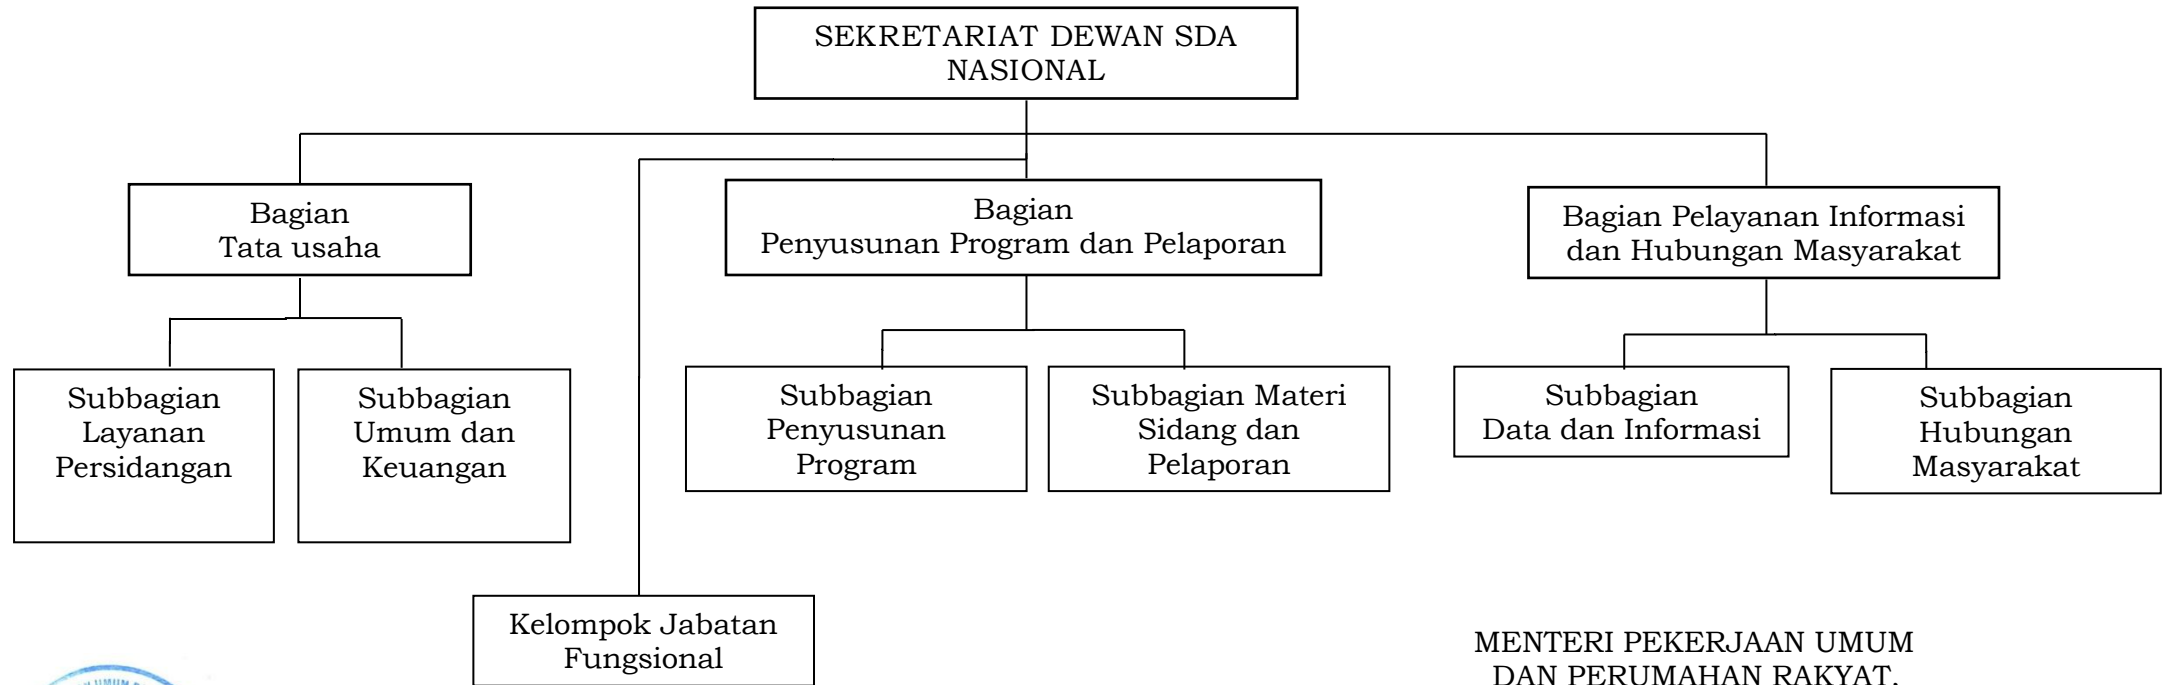 SEKRETARIAT DEWAN SDA
NASIONAL
Bagian
Tata usaha
Bagian
Penyusunan Program dan Pelaporan
Bagian Pelayanan Informasi
dan Hubungan Masyarakat
Subbagian
Layanan
Persidangan
Subbagian
Umum dan
Keuangan
Subbagian
Penyusunan
Program
Subbagian Materi
Sidang dan
Pelaporan
Subbagian
Data dan Informasi
Subbagian
Hubungan
Masyarakat
Kelompok Jabatan
Fungsional
MENTERI PEKERJAAN UMUM
DAN PERUMAHAN RAKYAT,
UMUM